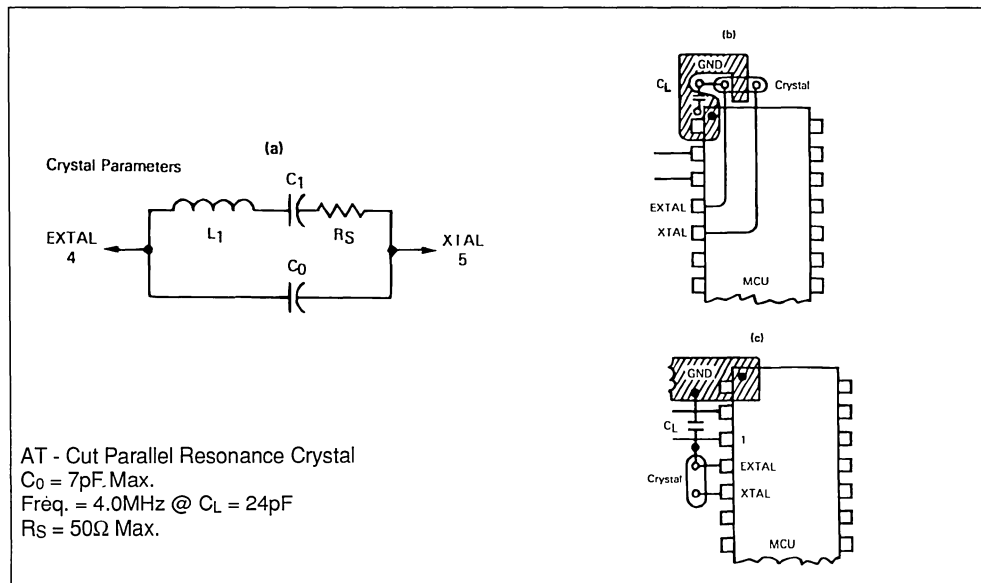 (a)
Crystal Parameters
C1
L1
RS
EXTAL
4
XIAL
5
C0
AT - Cut Parallel Resonance Crystal
C0 = 7pF. Max.
Freq. = 4.0MHz @ CL = 24pF
RS = 50Ω Max.
(b)
GND
CL
Crystal
EXTAL
XTAL
MCU
(c)
GND
CL
1
EXTAL
Crystal
XTAL
MCU